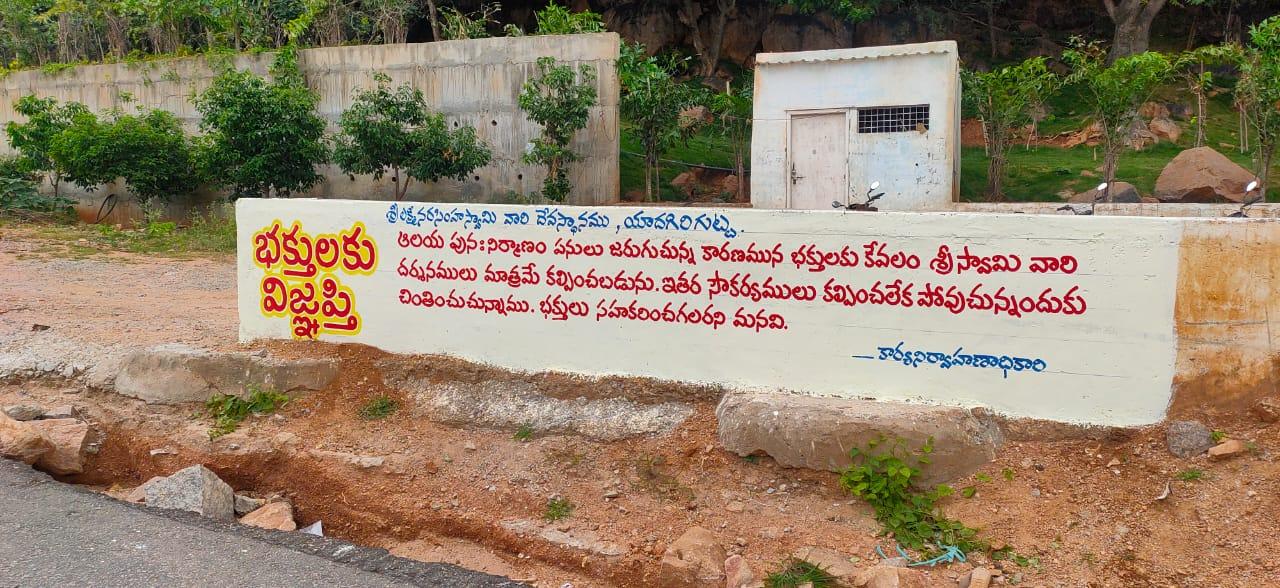 శ్రీ లక్ష్మీ నరసింహస్వామి వారి దేవస్థానము , యాదగిరిగుట్ట .
భక్తులకు
విజ్ఞప్తి
ఆలయ పునః నిర్మాణం పనులు జరుగుచున్న కారణమున భక్తులకు కేవలం శ్రీ స్వామి వారి
దర్శనములు మాత్రమే కల్పించబడును. ఇతర సౌకర్యములు కల్పించలేక పోవుచున్నందుకు
చింతించుచున్నాము. భక్తులు సహకరించగలరని మనవి.
— కార్యనిర్వాహణాధికారి